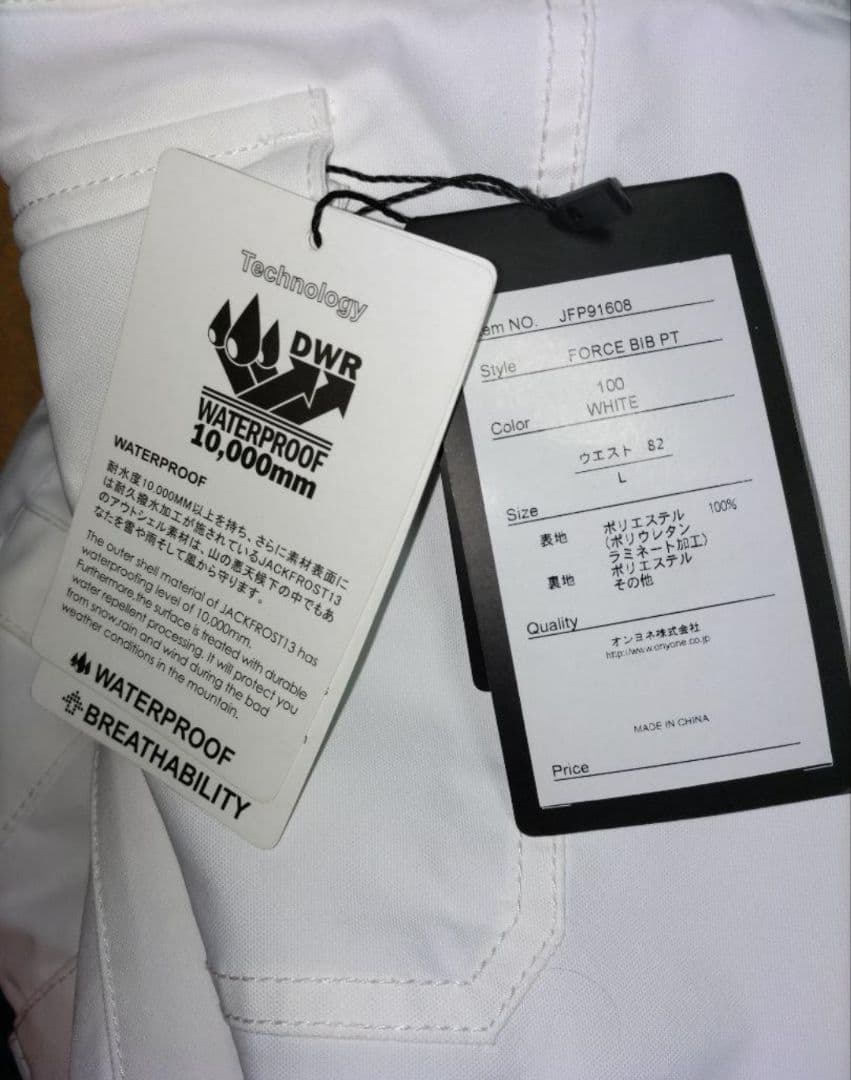 Technology
DWR
WATERPROOF
10,000mm
WATERPROOF
耐水度10.000MM以上を持ち、さらに素材表面に
は耐久撥水加工が施されているJACKFROST13
のアウトシェル素材は、山の悪天候下の中でもあ
なたを雪や雨そして風から守ります。
The outer shell material of JACKFROST13 has
waterproofing level of 10.000mm.
Furthermore,the surface is treated with durable
water repellent processing. It will protect you
from snow,rain and wind during the bad
weather conditions in the mountain.
WATERPROOF
BREATHABILITY
em NO. JFP91608
Style FORCE BIB PT
100
Color WHITE
ウエスト 82
L
Size
表地 ポリエステル 100%
(ポリウレタン
ラミネート加工)
裏地 ポリエステル
その他
Quality
オンヨネ株式会社
http://www.onyone.co.jp
MADE IN CHINA
Price